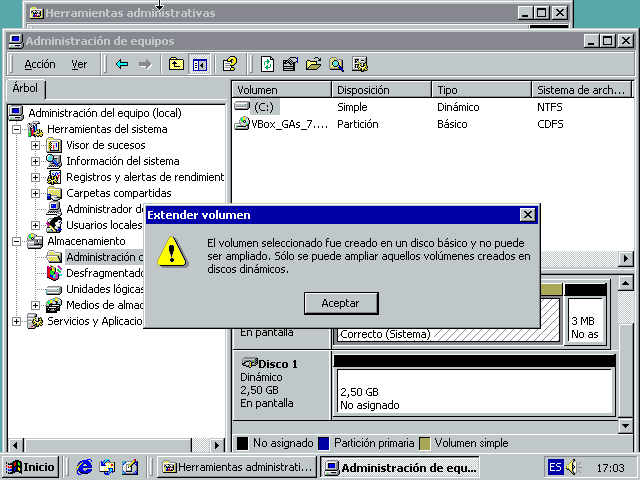 Herramientas administrativas
Administración de equipos
Acción Ver
Árbol
Volumen Disposición Tipo Sistema de arch...
(C:) Simple Dinámico NTFS
VBox_GAs_7.... Partición Básico CDFS
Administración del equipo (local)
Herramientas del sistema
Visor de sucesos
Información del sistema
Registros y alertas de rendimient
Carpetas compartidas
Administrador de
Usuarios locales
Almacenamiento
Administración
Desfragmentado
Unidades lógicas
Medios de almac
Servicios y Aplicacio
Extender volumen
El volumen seleccionado fue creado en un disco básico y no puede
ser ampliado. Sólo se puede ampliar aquellos volúmenes creados en
discos dinámicos.
Aceptar
En pantalla
Correcto (Sistema)
3 MB
No as
Disco 1
Dinámico
2,50 GB
En pantalla
2,50 GB
No asignado
No asignado Partición primaria Volumen simple
Inicio
Herramientas administrati...
Administración de equ...
ES
17:03